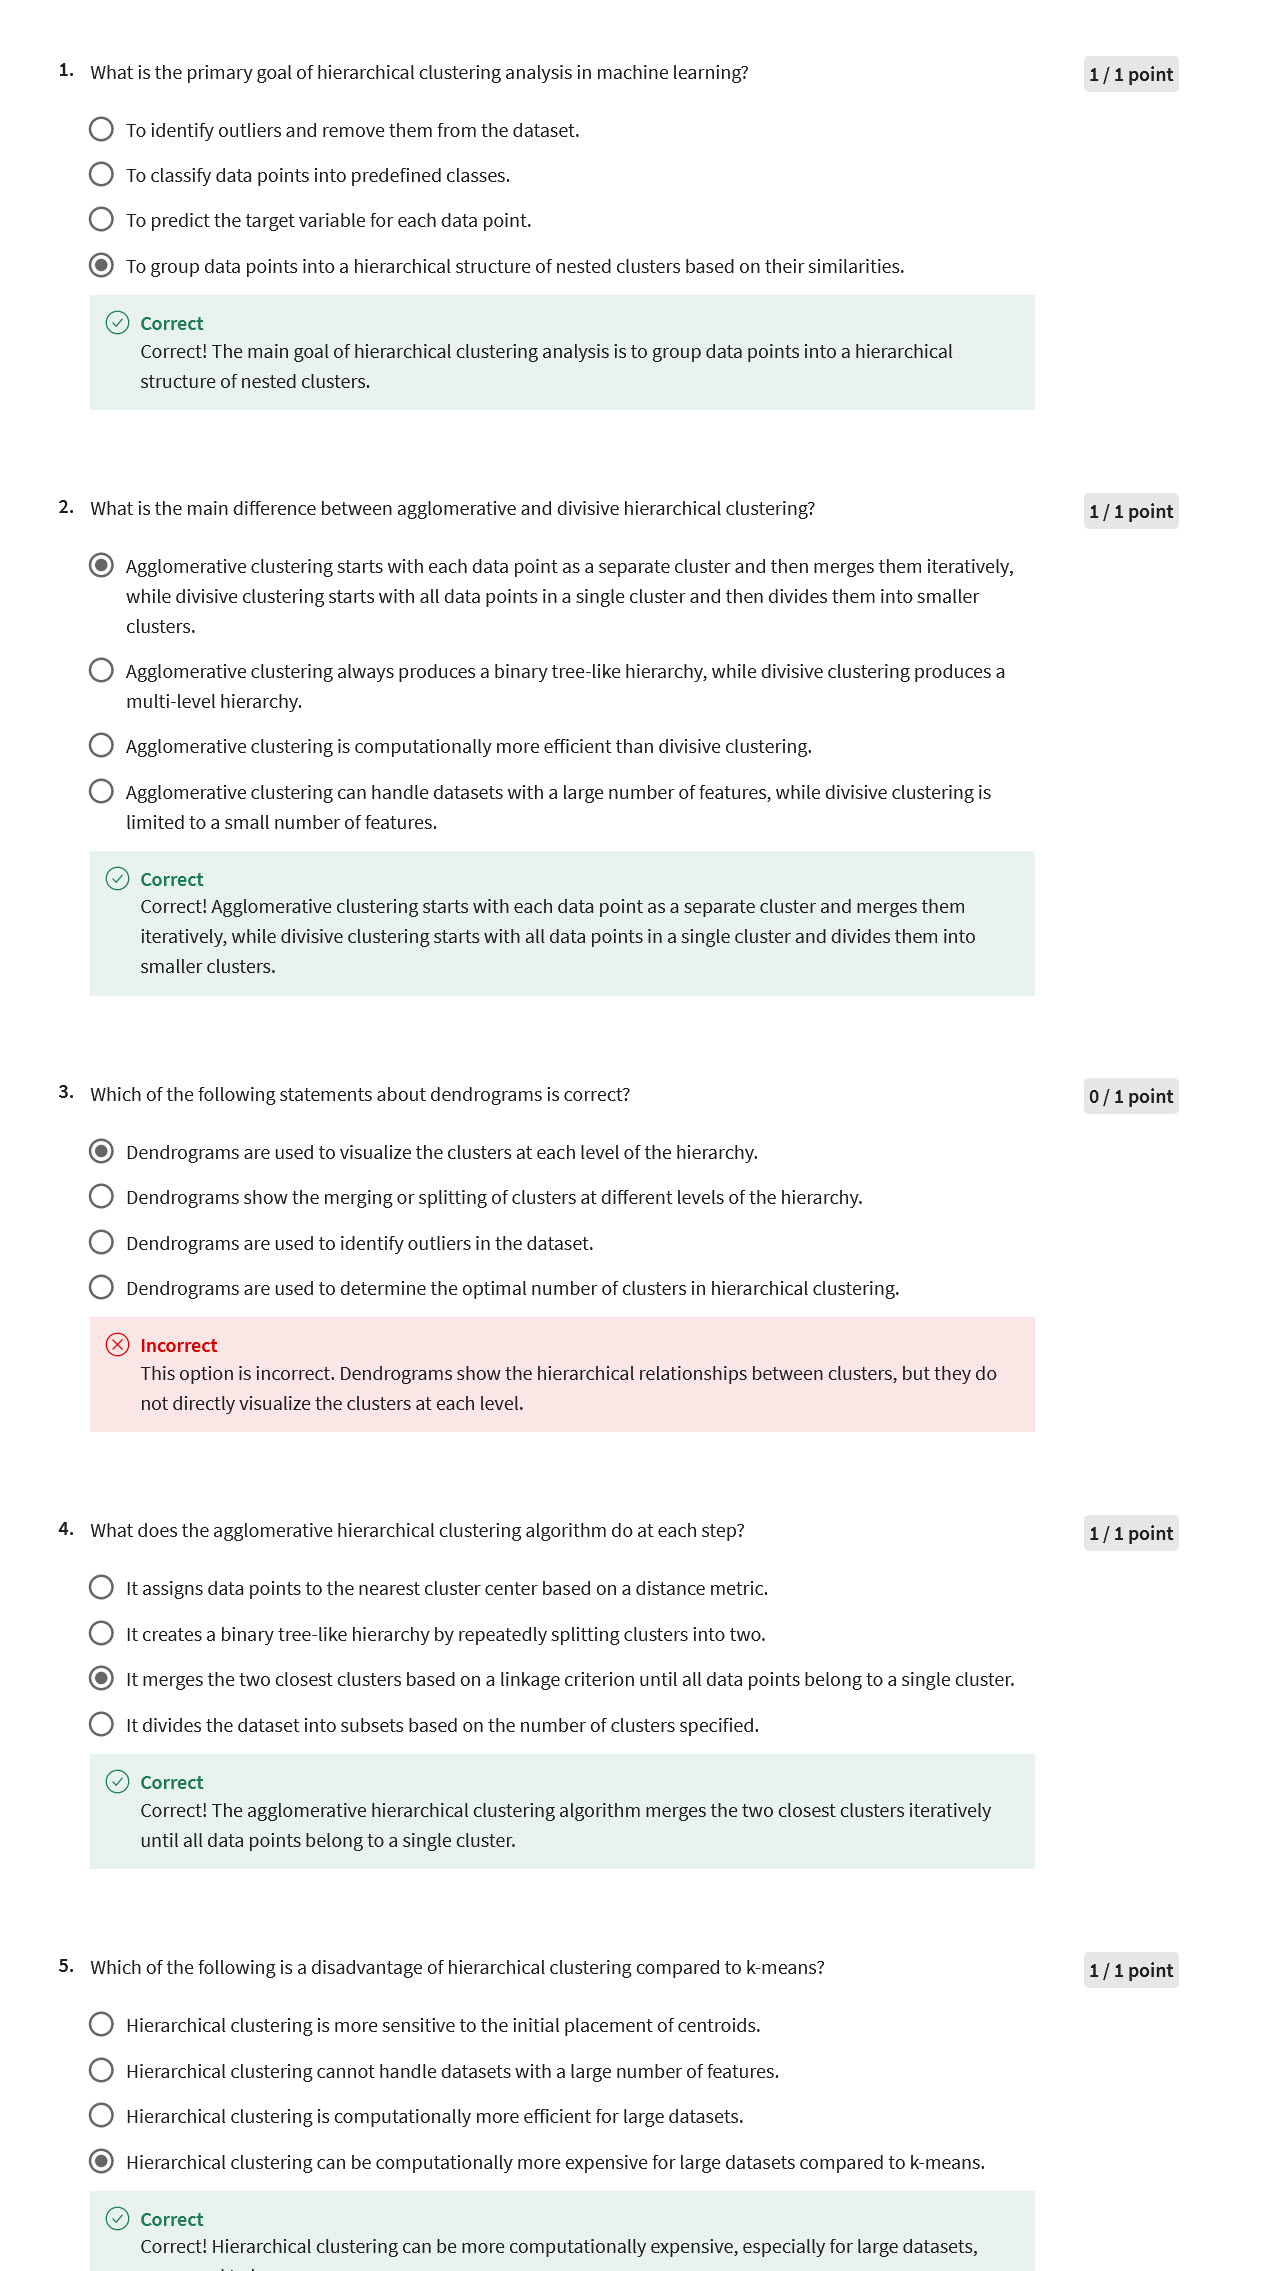 1. What is the primary goal of hierarchical clustering analysis in machine learning? 1 / 1 point
To identify outliers and remove them from the dataset.
To classify data points into predefined classes.
To predict the target variable for each data point.
To group data points into a hierarchical structure of nested clusters based on their similarities.
Correct
Correct! The main goal of hierarchical clustering analysis is to group data points into a hierarchical
structure of nested clusters.
2. What is the main difference between agglomerative and divisive hierarchical clustering? 1 / 1 point
Agglomerative clustering starts with each data point as a separate cluster and then merges them iteratively,
while divisive clustering starts with all data points in a single cluster and then divides them into smaller
clusters.
Agglomerative clustering always produces a binary tree-like hierarchy, while divisive clustering produces a
multi-level hierarchy.
Agglomerative clustering is computationally more efficient than divisive clustering.
Agglomerative clustering can handle datasets with a large number of features, while divisive clustering is
limited to a small number of features.
Correct
Correct! Agglomerative clustering starts with each data point as a separate cluster and merges them
iteratively, while divisive clustering starts with all data points in a single cluster and divides them into
smaller clusters.
3. Which of the following statements about dendrograms is correct? 0 / 1 point
Dendrograms are used to visualize the clusters at each level of the hierarchy.
Dendrograms show the merging or splitting of clusters at different levels of the hierarchy.
Dendrograms are used to identify outliers in the dataset.
Dendrograms are used to determine the optimal number of clusters in hierarchical clustering.
Incorrect
This option is incorrect. Dendrograms show the hierarchical relationships between clusters, but they do
not directly visualize the clusters at each level.
4. What does the agglomerative hierarchical clustering algorithm do at each step? 1 / 1 point
It assigns data points to the nearest cluster center based on a distance metric.
It creates a binary tree-like hierarchy by repeatedly splitting clusters into two.
It merges the two closest clusters based on a linkage criterion until all data points belong to a single cluster.
It divides the dataset into subsets based on the number of clusters specified.
Correct
Correct! The agglomerative hierarchical clustering algorithm merges the two closest clusters iteratively
until all data points belong to a single cluster.
5. Which of the following is a disadvantage of hierarchical clustering compared to k-means? 1 / 1 point
Hierarchical clustering is more sensitive to the initial placement of centroids.
Hierarchical clustering cannot handle datasets with a large number of features.
Hierarchical clustering is computationally more efficient for large datasets.
Hierarchical clustering can be computationally more expensive for large datasets compared to k-means.
Correct
Correct! Hierarchical clustering can be more computationally expensive, especially for large datasets,